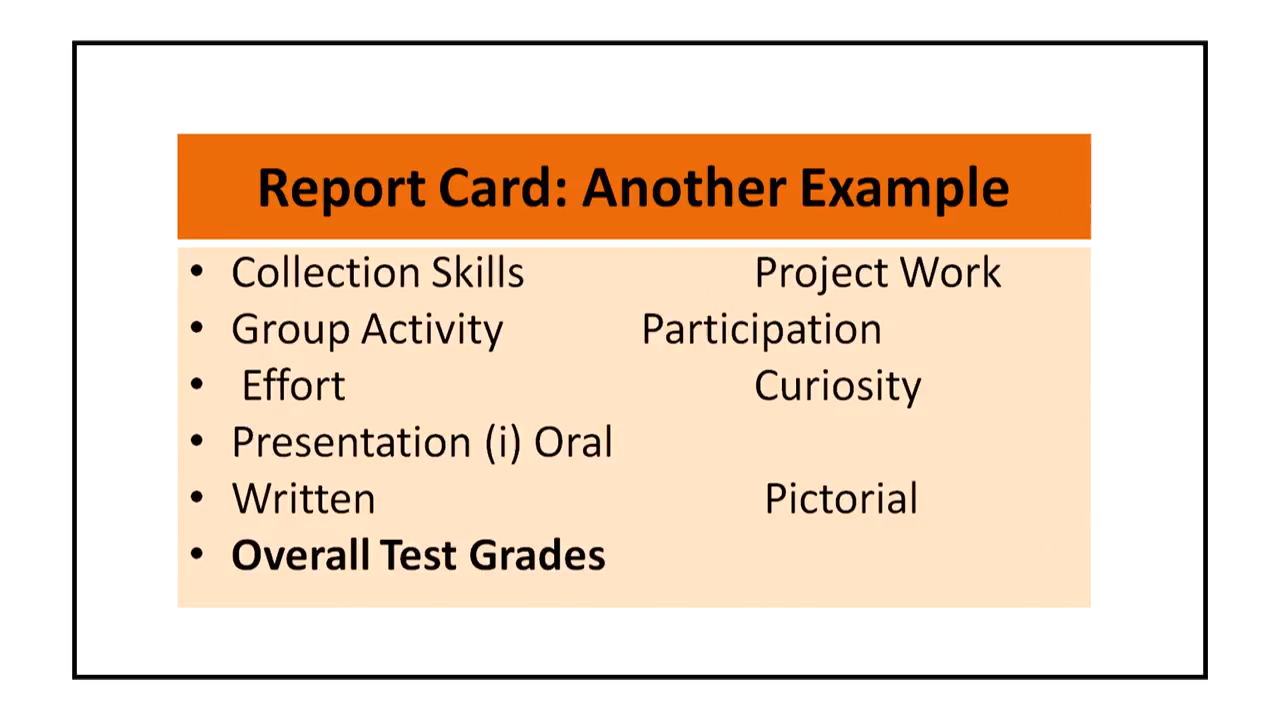 Report Card: Another Example
• Collection Skills Project Work
• Group Activity Participation
• Effort Curiosity
• Presentation (i) Oral
• Written Pictorial
• Overall Test Grades